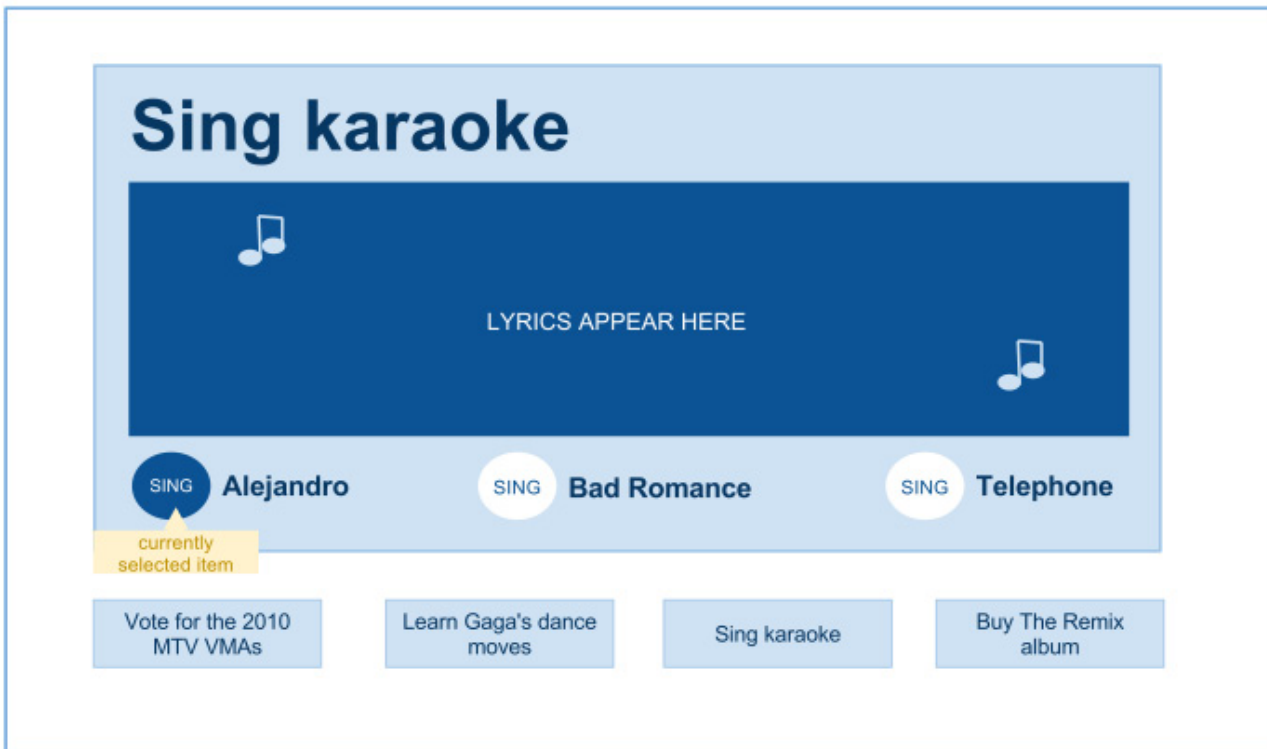 Sing karaoke
LYRICS APPEAR HERE
SING Alejandro
SING Bad Romance
SING Telephone
currently
selected item
Vote for the 2010
MTV VMAs
Learn Gaga's dance
moves
Sing karaoke
Buy The Remix
album